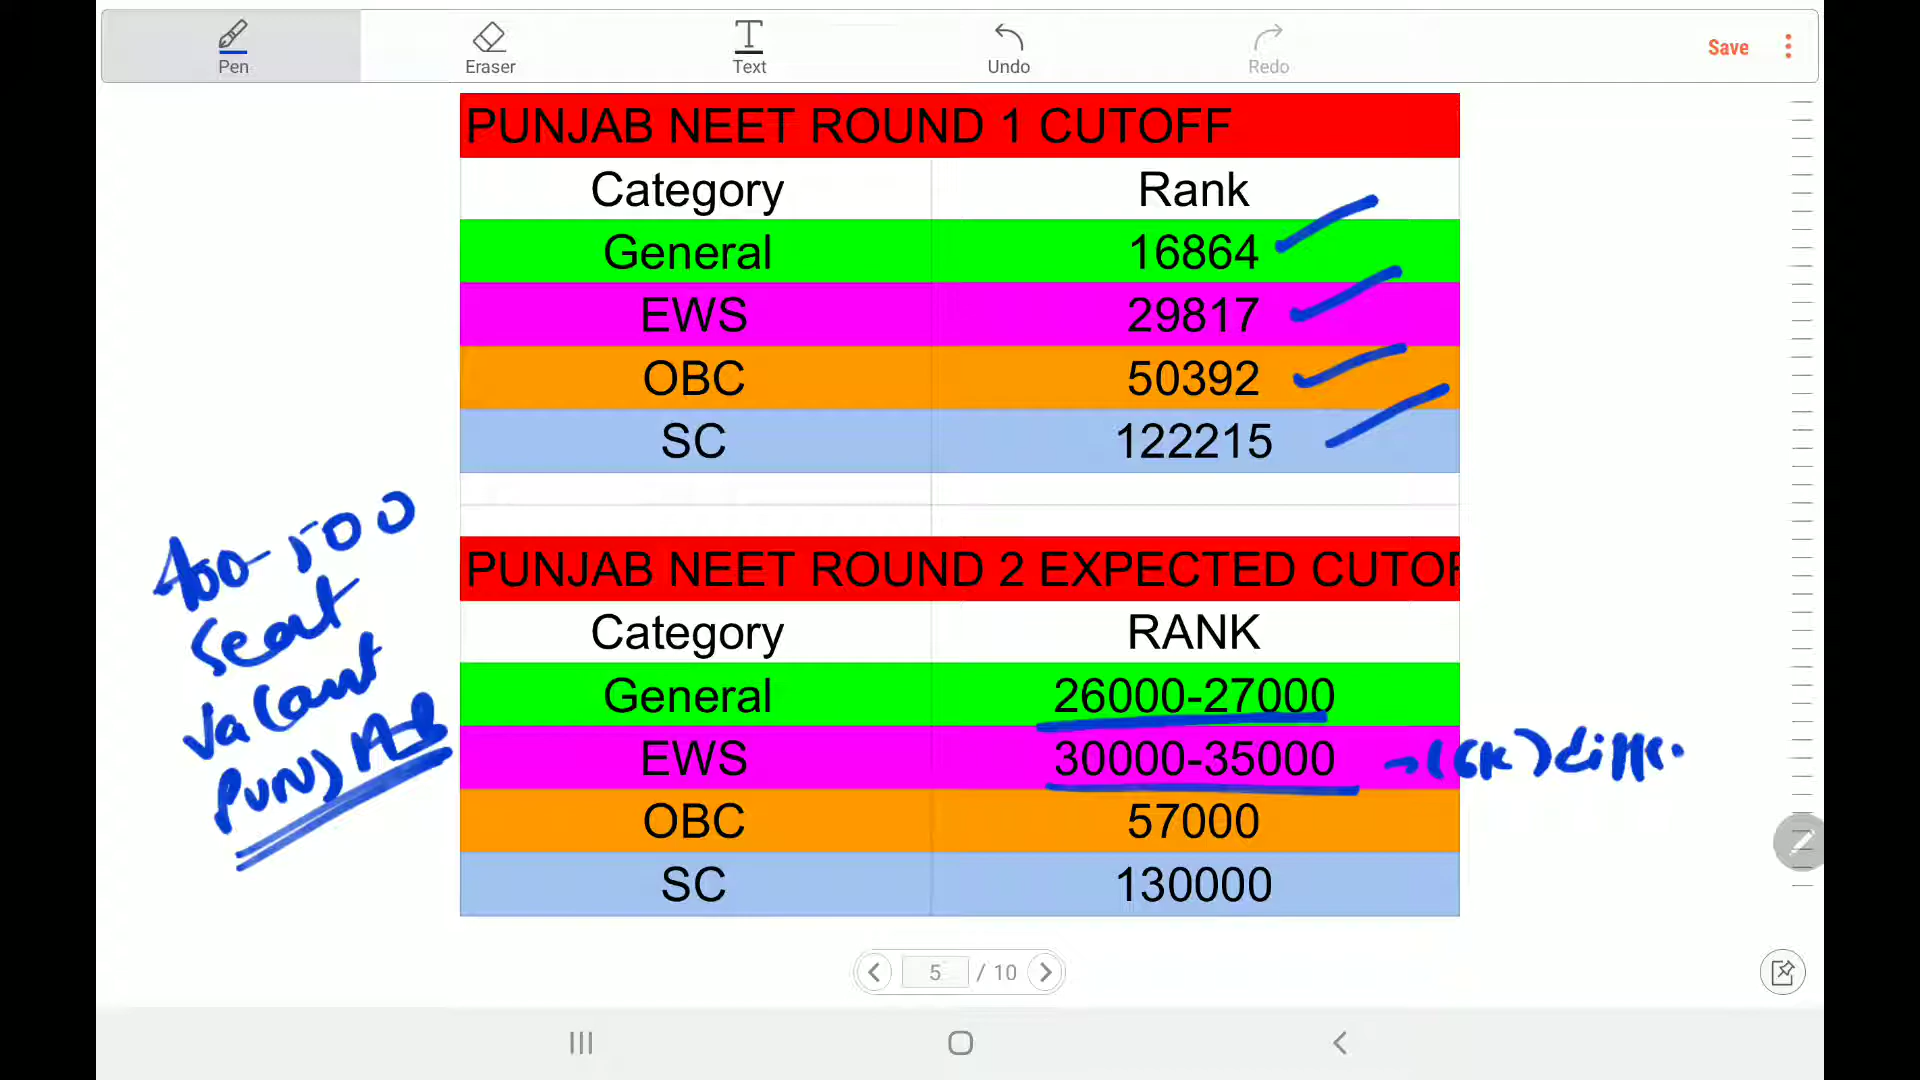 Pen Eraser Text Undo Redo Save
PUNJAB NEET ROUND 1 CUTOFF
Category Rank
General 16864
EWS 29817
OBC 50392
SC 122215
PUNJAB NEET ROUND 2 EXPECTED CUTOF
Category RANK
General 26000-27000
EWS 30000-35000
OBC 57000
SC 130000
400-500
Seat
Vacant
PUNJAB
→(6K) diff.
5 / 10